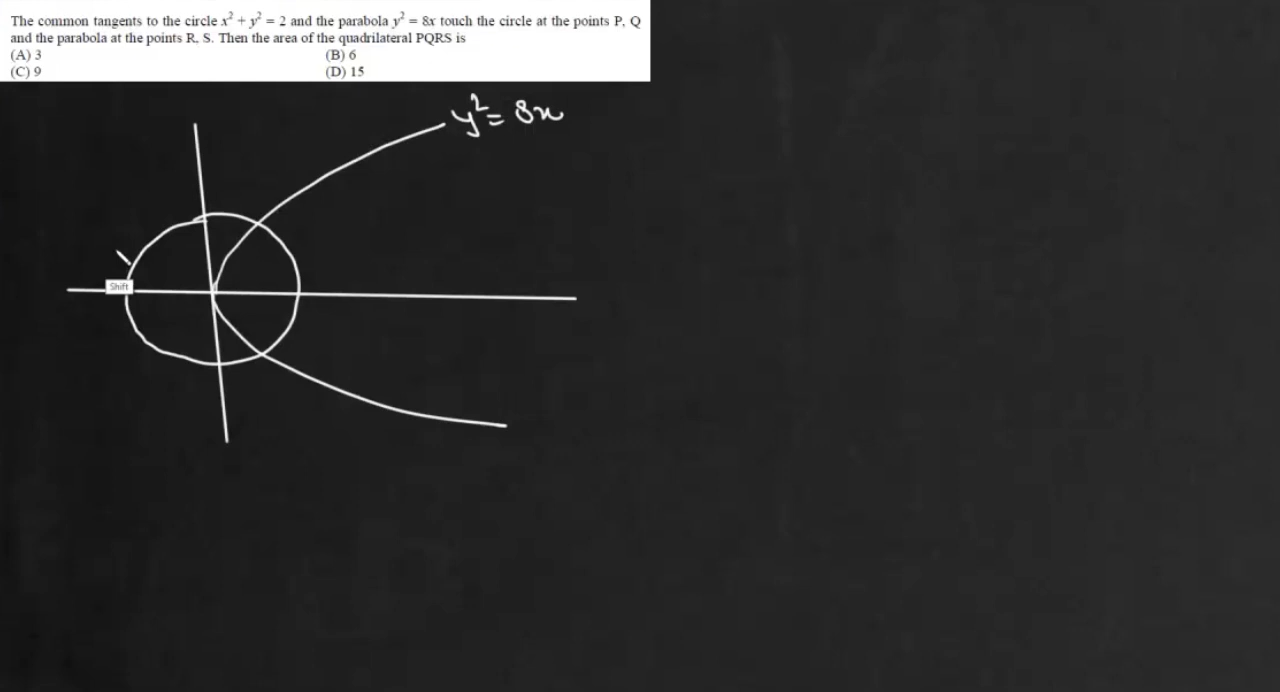 The common tangents to the circle x² + y² = 2 and the parabola y² = 8x touch the circle at the points P, Q
and the parabola at the points R, S. Then the area of the quadrilateral PQRS is
(A) 3 (B) 6
(C) 9 (D) 15
y² = 8x
Shift